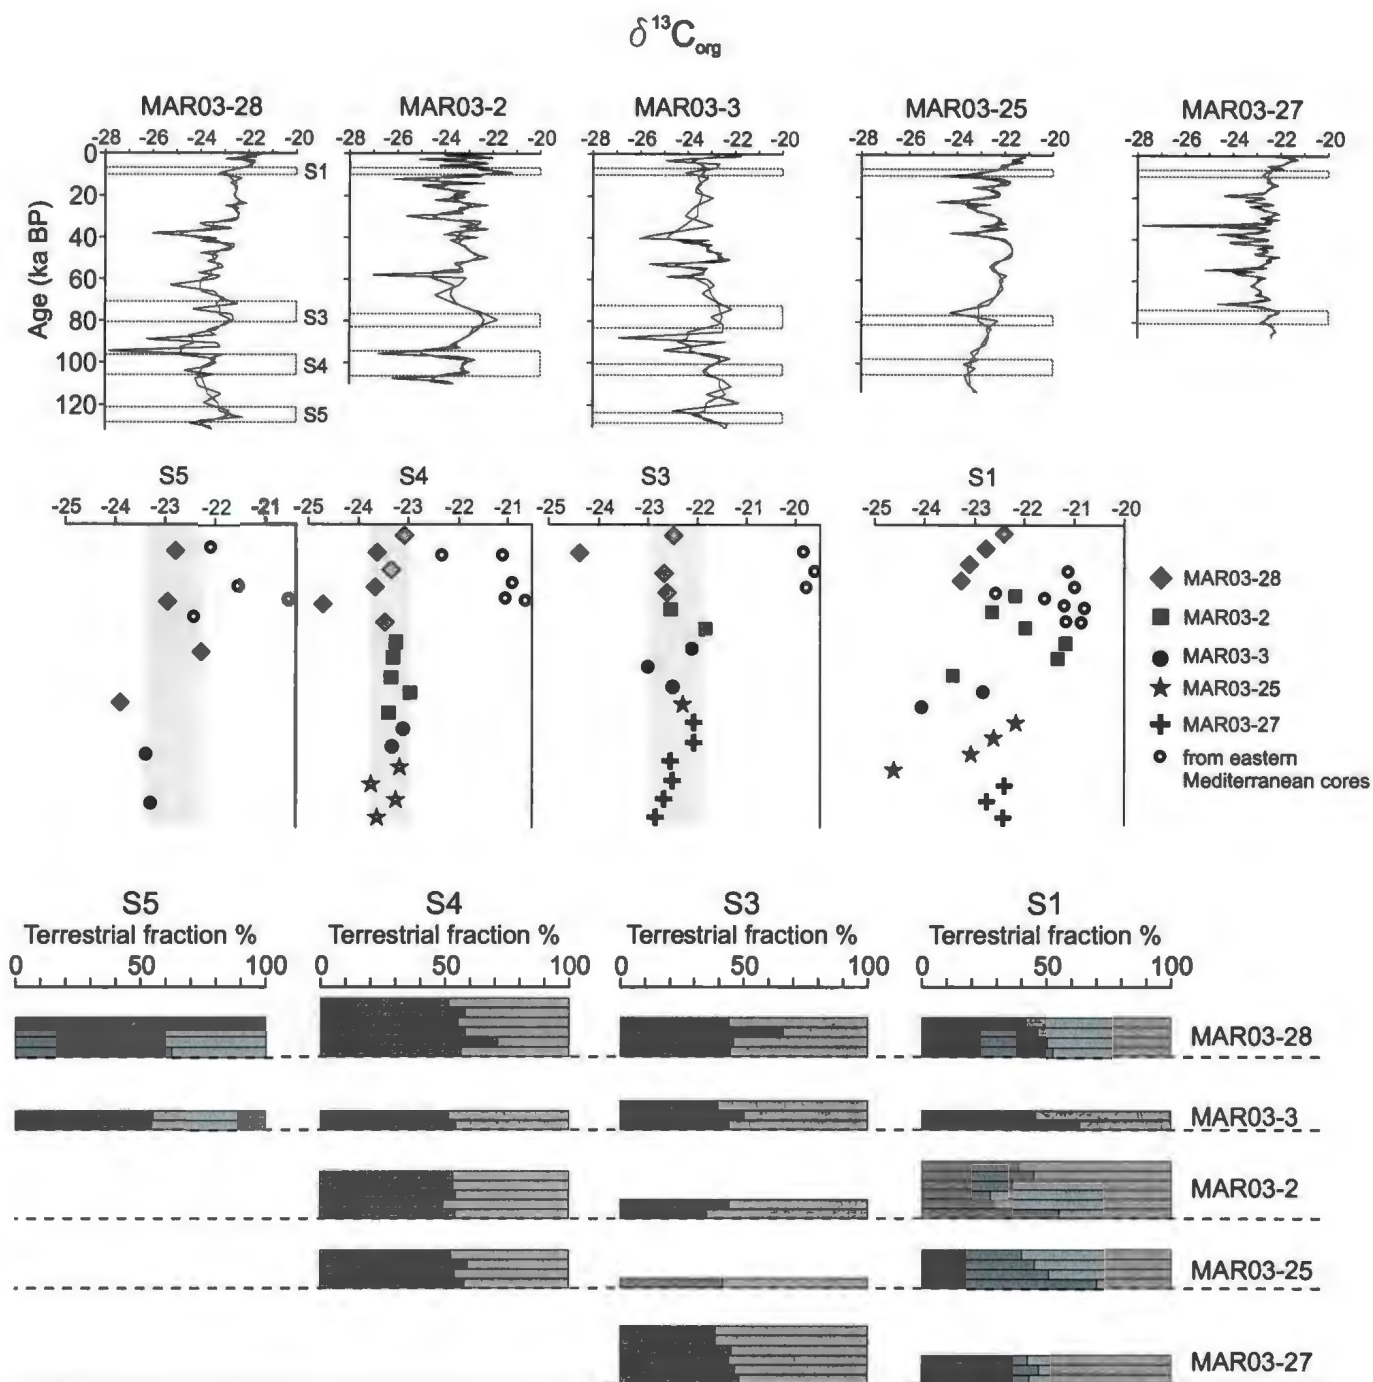 δ¹³C_org
MAR03-28 MAR03-2 MAR03-3 MAR03-25 MAR03-27
-28 -26 -24 -22 -20 -28 -26 -24 -22 -20 -28 -26 -24 -22 -20 -28 -26 -24 -22 -20 -28 -26 -24 -22 -20
Age (ka BP)
0
20
40
60
80
100
120
S1
S3
S4
S5
S5 S4 S3 S1
-25 -24 -23 -22 -21 -25 -24 -23 -22 -21 -24 -23 -22 -21 -20 -25 -24 -23 -22 -21 -20
MAR03-28
MAR03-2
MAR03-3
MAR03-25
MAR03-27
from eastern
Mediterranean cores
S5 S4 S3 S1
Terrestrial fraction % Terrestrial fraction % Terrestrial fraction % Terrestrial fraction %
0 50 100 0 50 100 0 50 100 0 50 100
MAR03-28
MAR03-3
MAR03-2
MAR03-25
MAR03-27